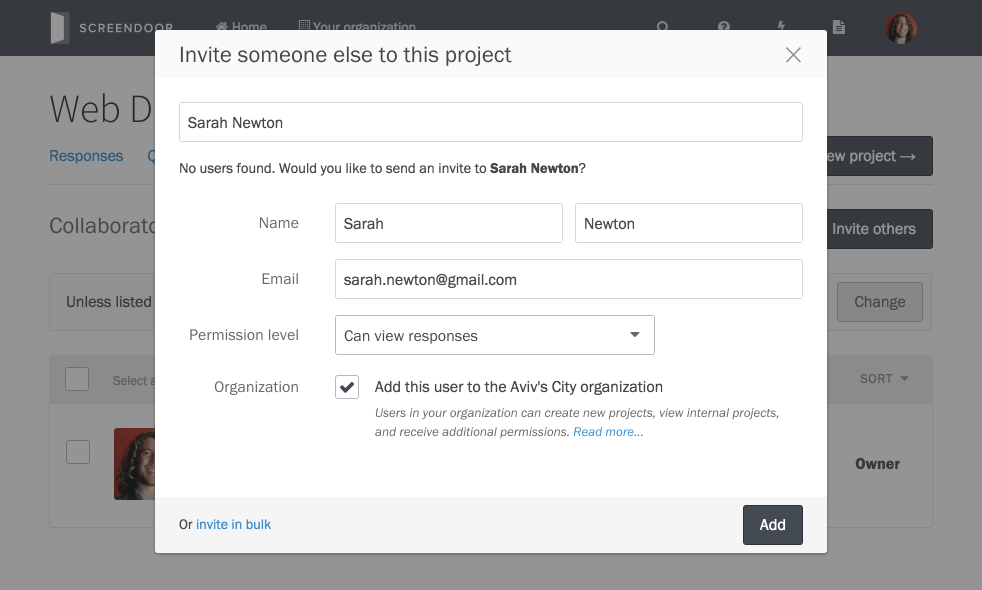 SCREENDOOR
Home
Your organization
Invite someone else to this project
Web D
Sarah Newton
Responses
ew project →
No users found. Would you like to send an invite to Sarah Newton?
Name
Sarah
Newton
Collaborato
Invite others
Email
sarah.newton@gmail.com
Unless listed
Change
Permission level
Can view responses
Select a
SORT
Organization
Add this user to the Aviv's City organization
Users in your organization can create new projects, view internal projects,
and receive additional permissions. Read more...
Owner
Or invite in bulk
Add